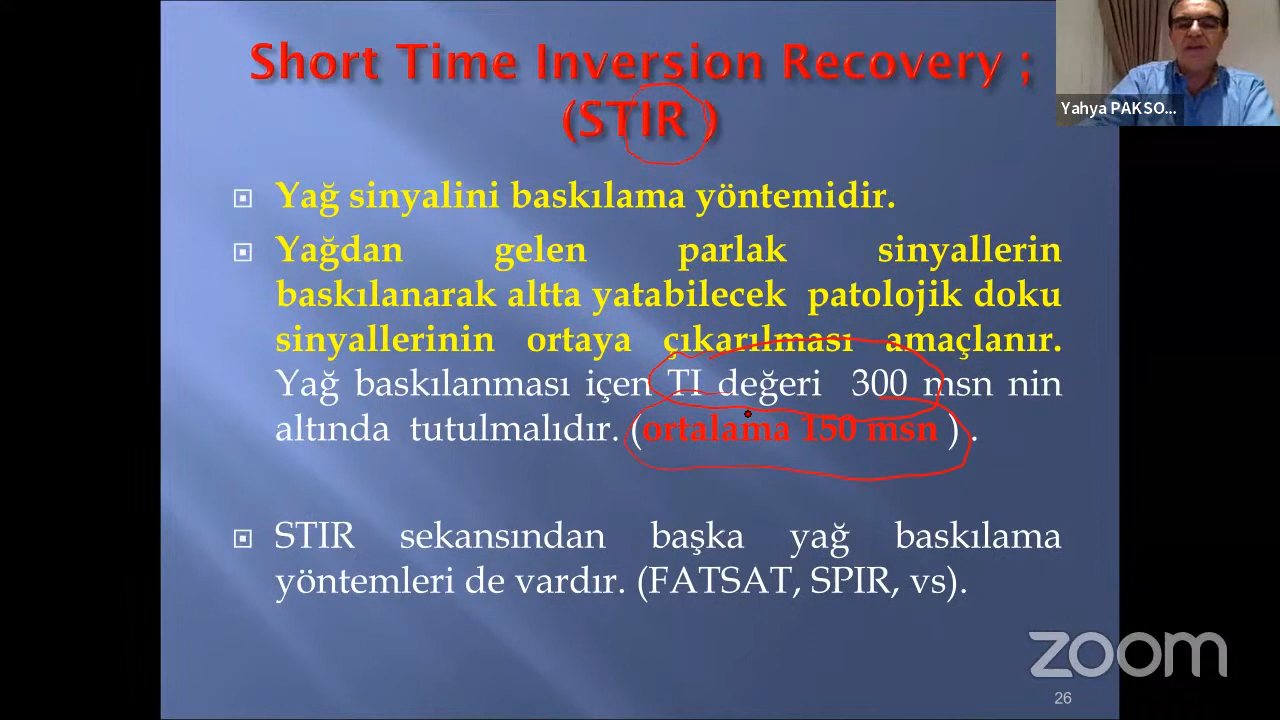 Short Time Inversion Recovery ;
(STIR )
Yahya PAKSO...
Yağ sinyalini baskılama yöntemidir.
Yağdan gelen parlak sinyallerin
baskılanarak altta yatabilecek patolojik doku
sinyallerinin ortaya çıkarılması amaçlanır.
Yağ baskılanması içen TI değeri 300 msn nin
altında tutulmalıdır. (ortalama 150 msn ) .
STIR sekansından başka yağ baskılama
yöntemleri de vardır. (FATSAT, SPIR, vs).
zoom
26